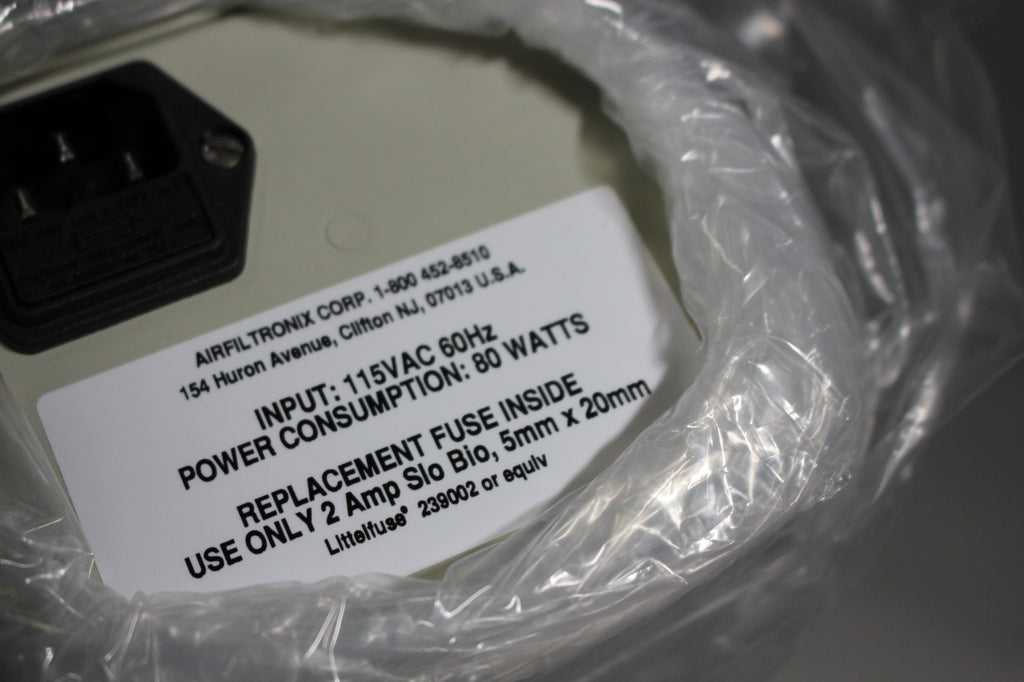 AIRFILTRONIX CORP. 1-800 452-8510
154 Huron Avenue, Clifton NJ, 07013 U.S.A.
INPUT: 115VAC 60Hz
POWER CONSUMPTION: 80 WATTS
REPLACEMENT FUSE INSIDE
USE ONLY 2 Amp Slo Blo, 5mm x 20mm
Littelfuse® 239002 or equiv